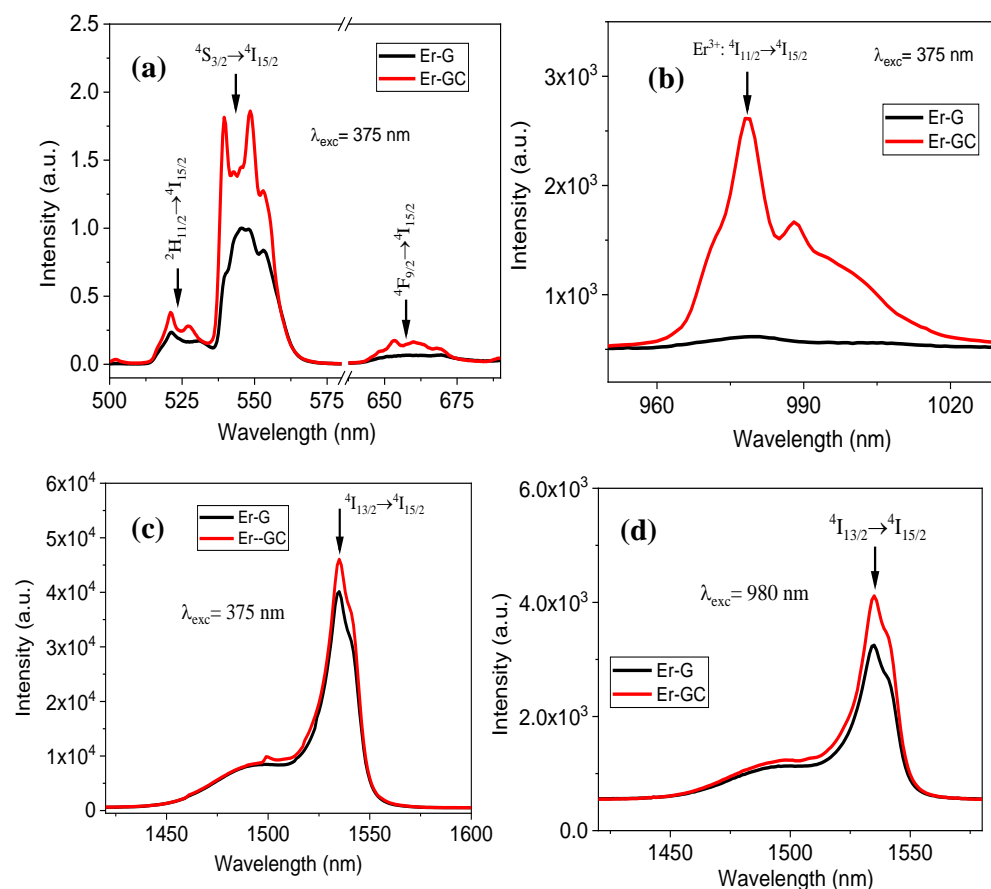 (a)
⁴S₃/₂→⁴I₁₅/₂
Er-G
Er-GC
λexc= 375 nm
²H₁₁/₂→⁴I₁₅/₂
⁴F₉/₂→⁴I₁₅/₂
Intensity (a.u.)
2.5
2.0
1.5
1.0
0.5
0.0
500 525 550 575 650 675
Wavelength (nm)
(b)
Er³⁺: ⁴I₁₁/₂→⁴I₁₅/₂
λexc= 375 nm
Er-G
Er-GC
Intensity (a.u.)
3x10³
2x10³
1x10³
960 990 1020
Wavelength (nm)
(c)
⁴I₁₃/₂→⁴I₁₅/₂
Er-G
Er--GC
λexc= 375 nm
Intensity (a.u.)
6x10⁴
5x10⁴
4x10⁴
3x10⁴
2x10⁴
1x10⁴
0
1450 1500 1550 1600
Wavelength (nm)
(d)
⁴I₁₃/₂→⁴I₁₅/₂
λexc= 980 nm
Er-G
Er-GC
Intensity (a.u.)
6.0x10³
4.0x10³
2.0x10³
0.0
1450 1500 1550
Wavelength (nm)